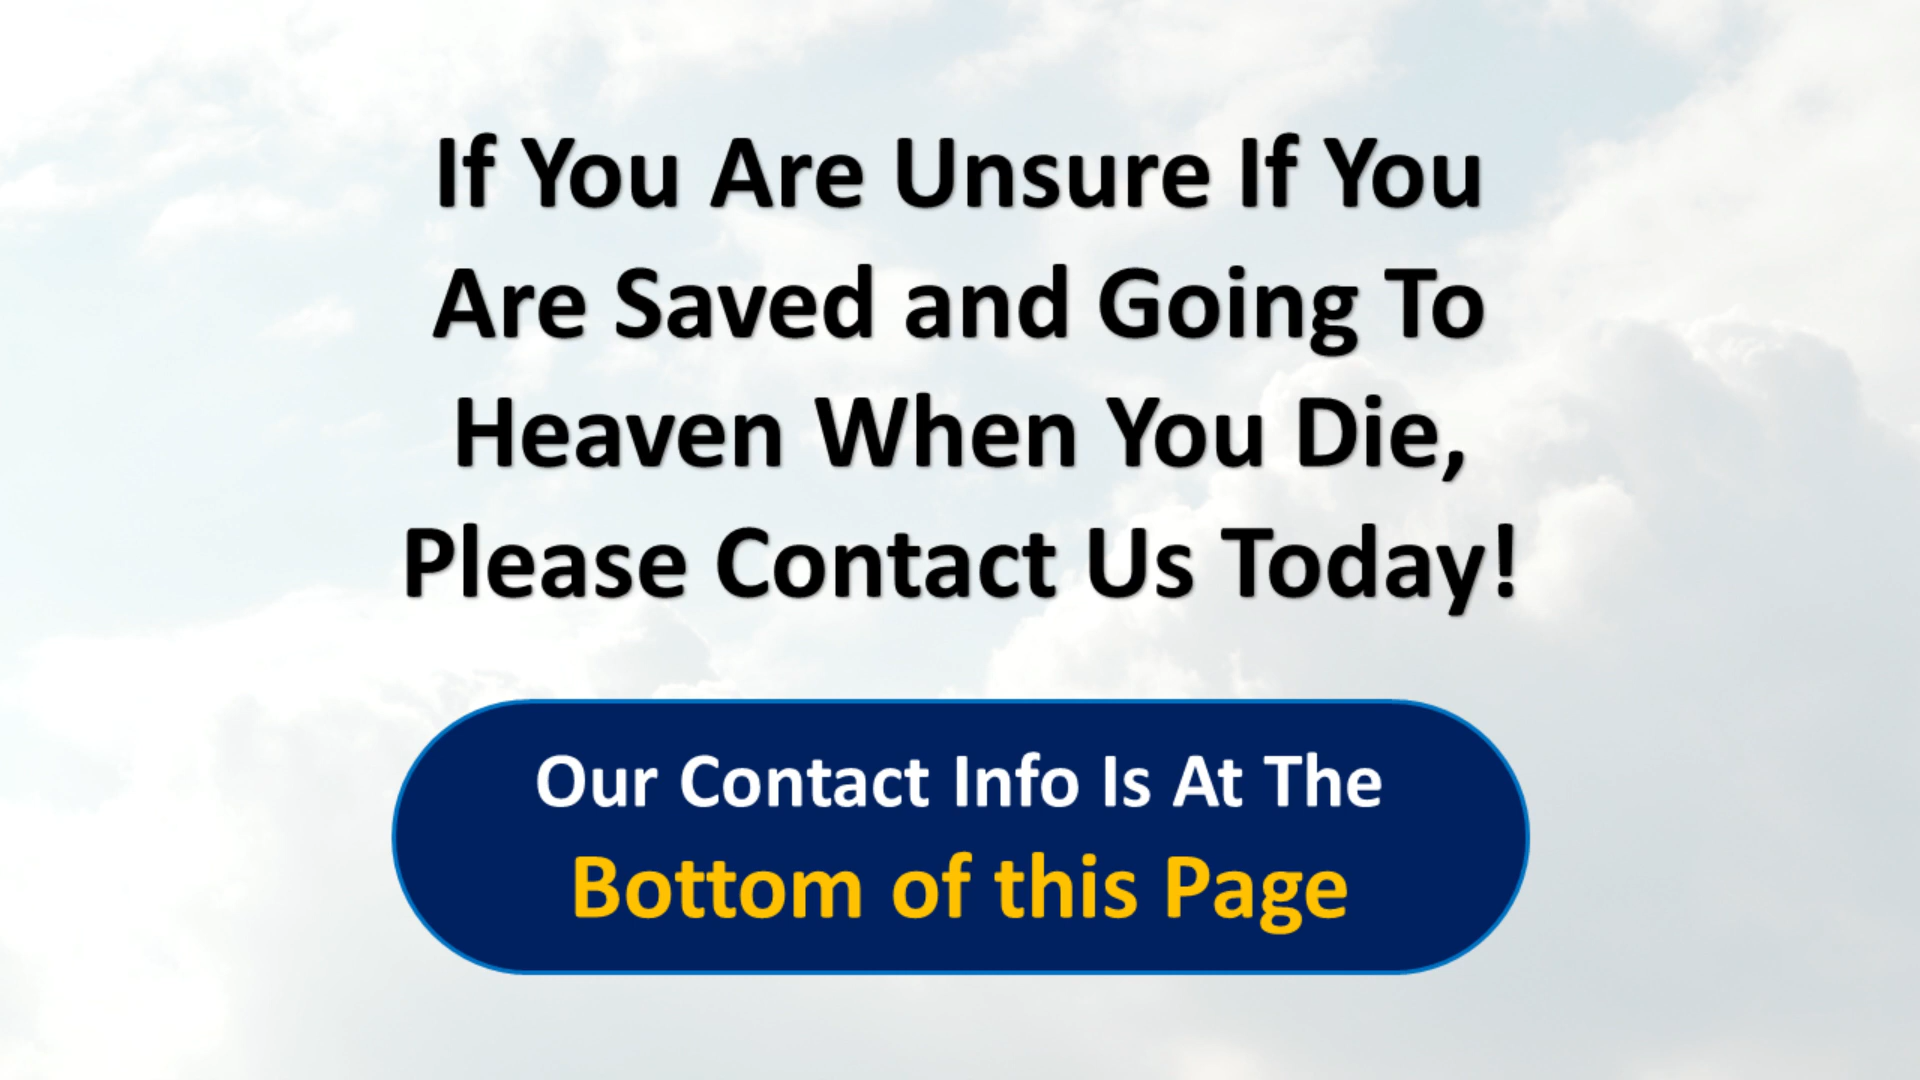 If You Are Unsure If You
Are Saved and Going To
Heaven When You Die,
Please Contact Us Today!
Our Contact Info Is At The
Bottom of this Page